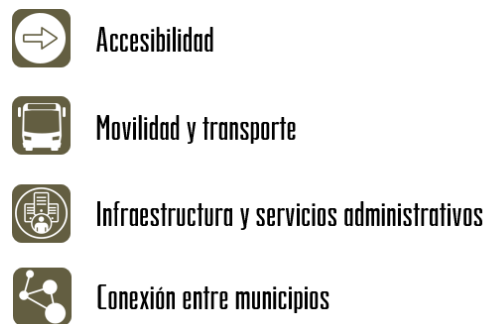 Accesibilidad
Movilidad y transporte
Infraestructura y servicios administrativos
Conexión entre municipios